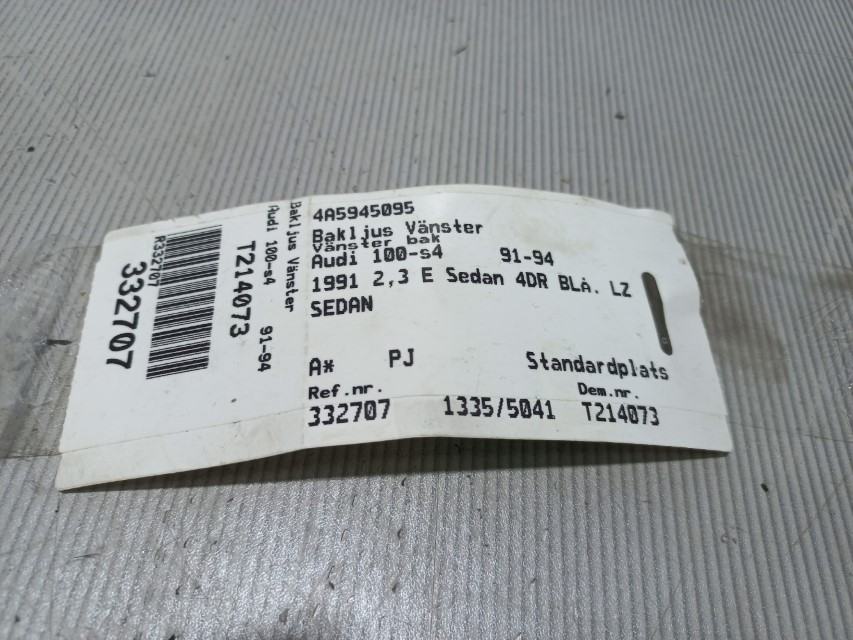 4A5945095
Bakljus Vänster
Vänster bak
Audi 100-s4 91-94
1991 2,3 E Sedan 4DR BLÅ. LZ
SEDAN
A* PJ Standardplats
Ref.nr. Dem.nr.
332707 1335/5041 T214073
Bakljus Vänster
Audi 100-s4 91-94
T214073
R332707
332707